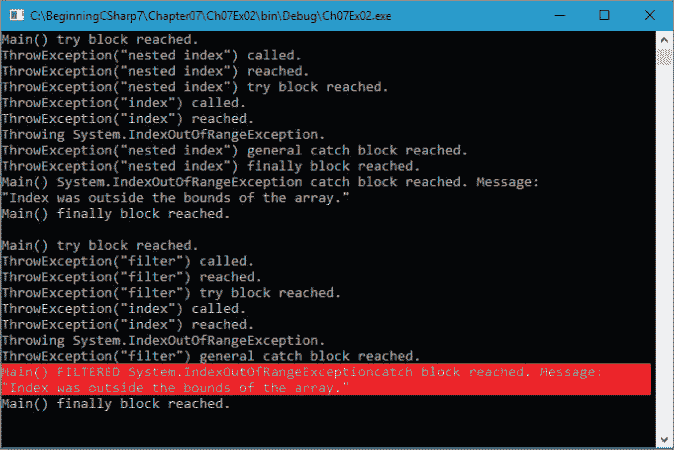 C:\BeginningCSharp7\Chapter07\Ch07Ex02\bin\Debug\Ch07Ex02.exe
Main() try block reached.
ThrowException("nested index") called.
ThrowException("nested index") reached.
ThrowException("nested index") try block reached.
ThrowException("index") called.
ThrowException("index") reached.
Throwing System.IndexOutOfRangeException.
ThrowException("nested index") general catch block reached.
ThrowException("nested index") finally block reached.
Main() System.IndexOutOfRangeException catch block reached. Message:
"Index was outside the bounds of the array."
Main() finally block reached.
Main() try block reached.
ThrowException("filter") called.
ThrowException("filter") reached.
ThrowException("filter") try block reached.
ThrowException("index") called.
ThrowException("index") reached.
Throwing System.IndexOutOfRangeException.
ThrowException("filter") general catch block reached.
Main() FILTERED System.IndexOutOfRangeExceptioncatch block reached. Message:
"Index was outside the bounds of the array."
Main() finally block reached.